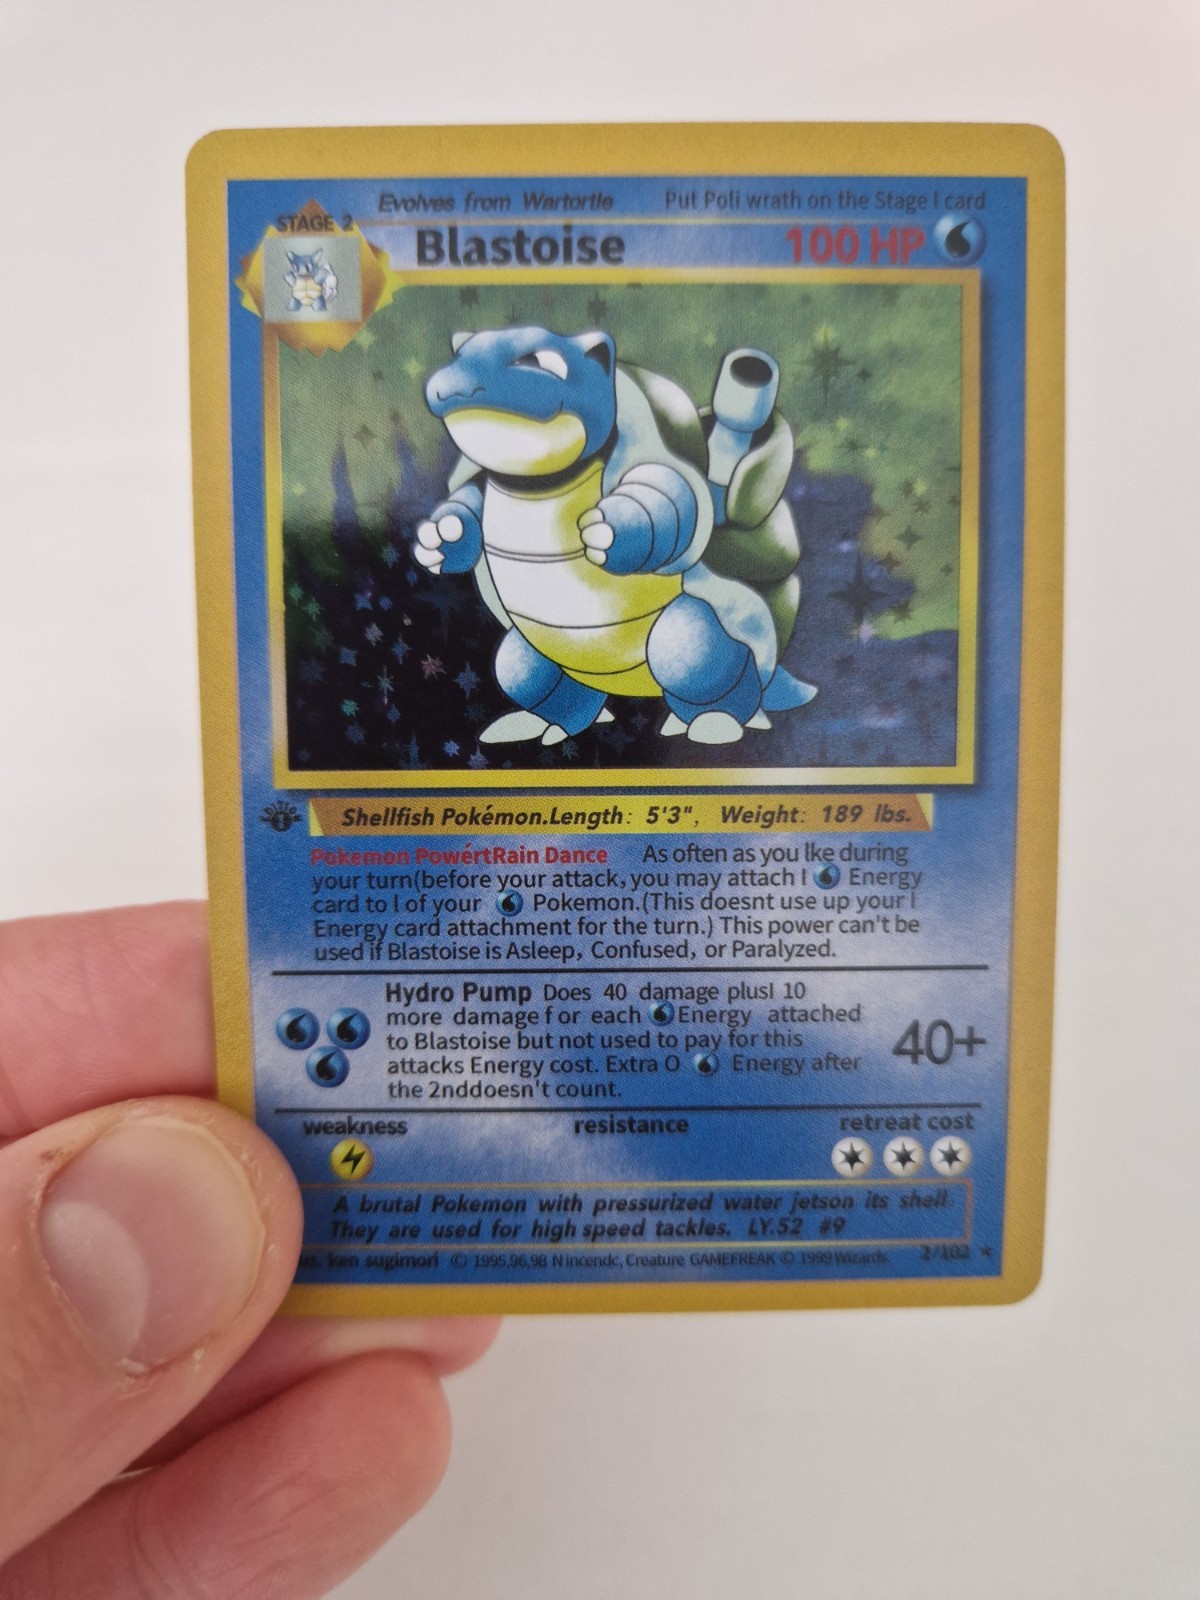 Evolves from Wartortle Put Poli wrath on the Stage I card
STAGE 2
Blastoise 100 HP
Shellfish Pokémon.Length: 5'3", Weight: 189 lbs.
Pokemon PowértRain Dance As often as you lke during
your turn(before your attack,you may attach I Energy
card to l of your Pokemon.(This doesnt use up your l
Energy card attachment for the turn.) This power can't be
used if Blastoise is Asleep, Confused, or Paralyzed.
Hydro Pump Does 40 damage plusl 10
more damage for each Energy attached
to Blastoise but not used to pay for this
attacks Energy cost. Extra O Energy after
the 2nddoesn't count.
40+
weakness resistance retreat cost
A brutal Pokemon with pressurized water jetson its shell.
They are used for high speed tackles. LY.52 #9
ken sugimori © 1995,96,98 Nincendc, Creature GAMEFREAK © 1999 Wizards. 2/102